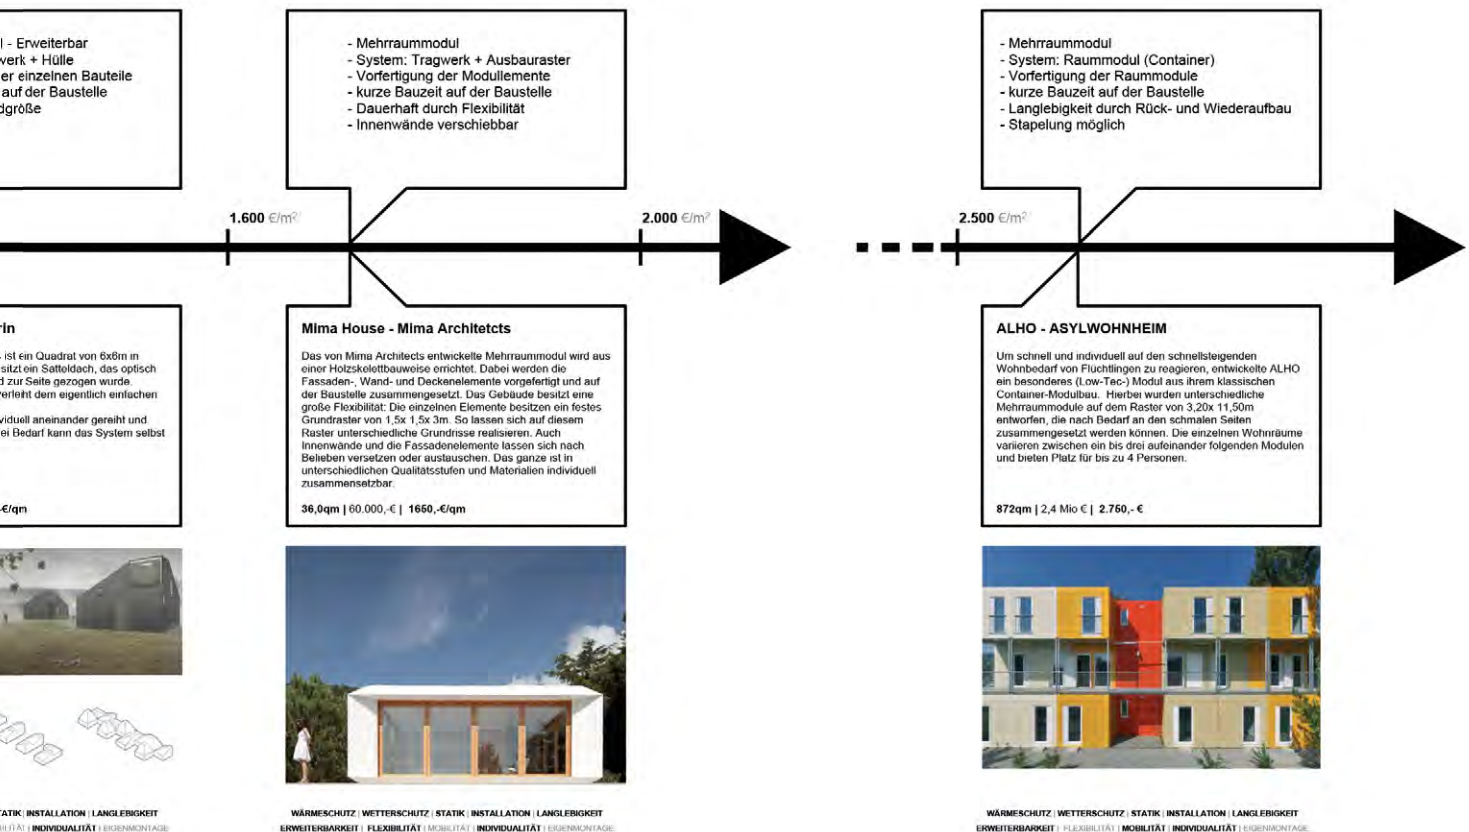 l - Erweiterbar
werk + Hülle
er einzelnen Bauteile
auf der Baustelle
dgröße
- Mehrraummodul
- System: Tragwerk + Ausbauraster
- Vorfertigung der Modullemente
- kurze Bauzeit auf der Baustelle
- Dauerhaft durch Flexibilität
- Innenwände verschiebbar
- Mehrraummodul
- System: Raummodul (Container)
- Vorfertigung der Raummodule
- kurze Bauzeit auf der Baustelle
- Langlebigkeit durch Rück- und Wiederaufbau
- Stapelung möglich
1.600 €/m²
2.000 €/m²
2.500 €/m²
rin
ist ein Quadrat von 6x6m in
sitzt ein Satteldach, das optisch
d zur Seite gezogen wurde.
verleiht dem eigentlich einfachen
viduell aneinander gereiht und
ei Bedarf kann das System selbst
-€/qm
Mima House - Mima Architetcts
Das von Mima Architects entwickelte Mehrraummodul wird aus
einer Holzskelettbauweise errichtet. Dabei werden die
Fassaden-, Wand- und Deckenelemente vorgefertigt und auf
der Baustelle zusammengesetzt. Das Gebäude besitzt eine
große Flexibilität: Die einzelnen Elemente besitzen ein festes
Grundraster von 1,5x 1,5x 3m. So lassen sich auf diesem
Raster unterschiedliche Grundrisse realisieren. Auch
Innenwände und die Fassadenelemente lassen sich nach
Belieben versetzen oder austauschen. Das ganze ist in
unterschiedlichen Qualitätsstufen und Materialien individuell
zusammensetzbar.
36,0qm | 60.000,-€ | 1650,-€/qm
ALHO - ASYLWOHNHEIM
Um schnell und individuell auf den schnellsteigenden
Wohnbedarf von Flüchtlingen zu reagieren, entwickelte ALHO
ein besonderes (Low-Tec-) Modul aus ihrem klassischen
Container-Modulbau. Hierbei wurden unterschiedliche
Mehrraummodule auf dem Raster von 3,20x 11,50m
entworfen, die nach Bedarf an den schmalen Seiten
zusammengesetzt werden können. Die einzelnen Wohnräume
variieren zwischen ein bis drei aufeinander folgenden Modulen
und bieten Platz für bis zu 4 Personen.
872qm | 2,4 Mio € | 2.750,- €
TATIK | INSTALLATION | LANGLEBIGKEIT
BILITÄT | INDIVIDUALITÄT | EIGENMONTAGE
WÄRMESCHUTZ | WETTERSCHUTZ | STATIK | INSTALLATION | LANGLEBIGKEIT
ERWEITERBARKEIT | FLEXIBILITÄT | MOBILITÄT | INDIVIDUALITÄT | EIGENMONTAGE
WÄRMESCHUTZ | WETTERSCHUTZ | STATIK | INSTALLATION | LANGLEBIGKEIT
ERWEITERBARKEIT | FLEXIBILITÄT | MOBILITÄT | INDIVIDUALITÄT | EIGENMONTAGE